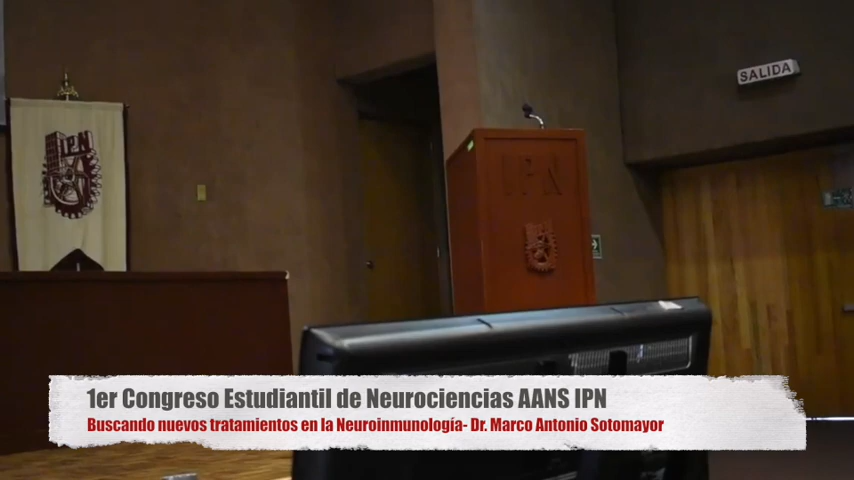 IPN
SALIDA
IPN
1er Congreso Estudiantil de Neurociencias AANS IPN
Buscando nuevos tratamientos en la Neuroinmunología- Dr. Marco Antonio Sotomayor